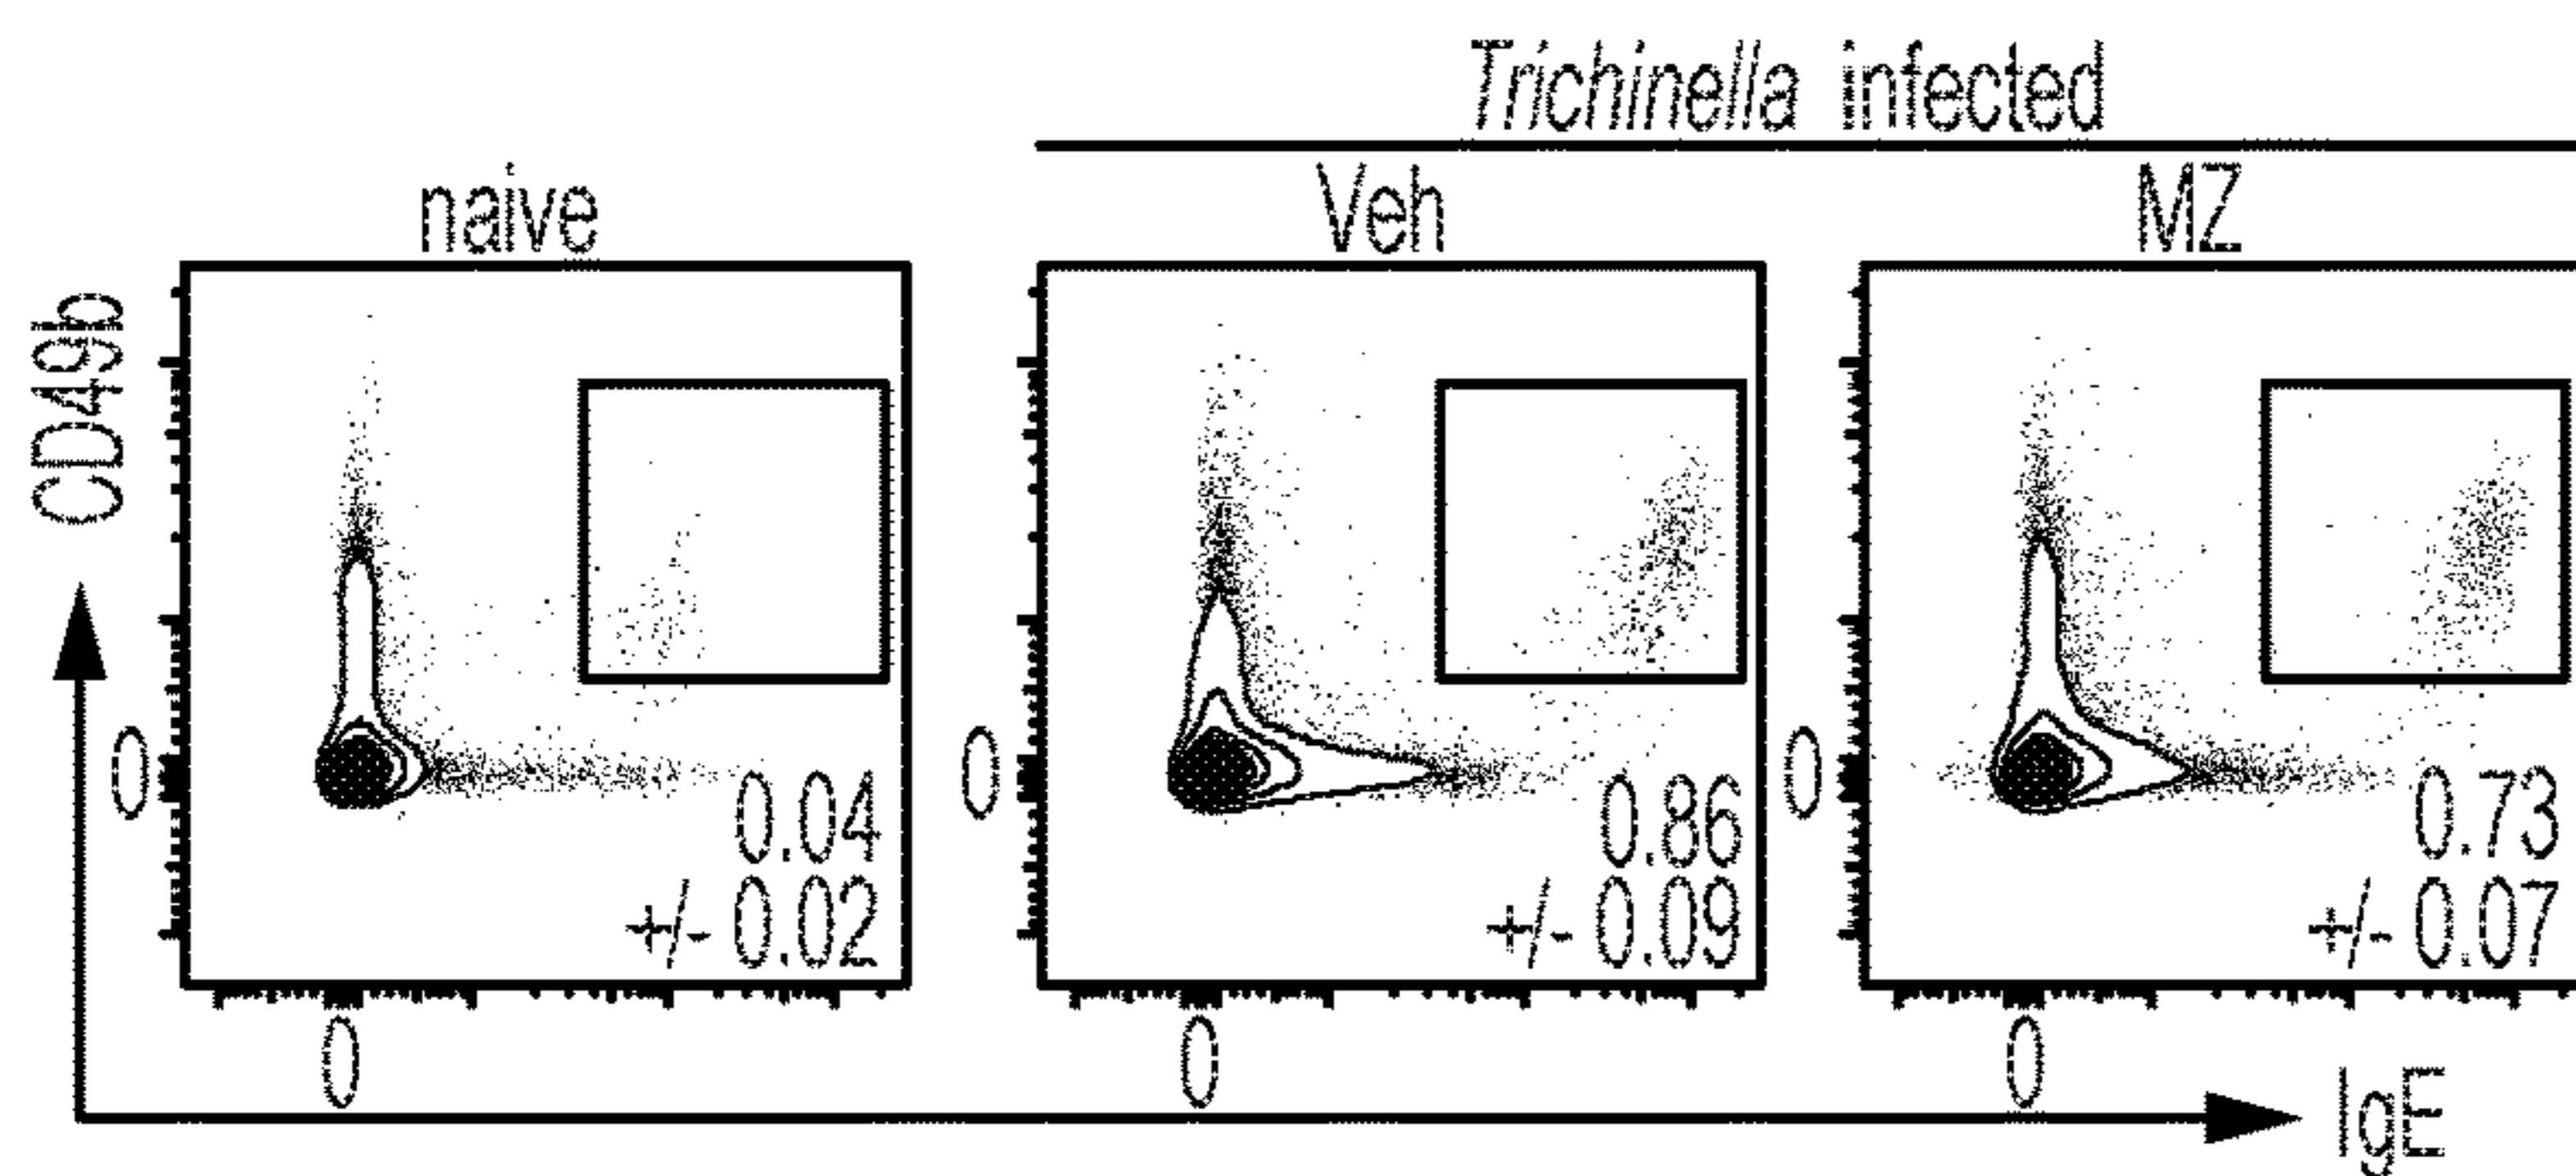 Trichinella infected
naive
Veh
MZ
CD49b
0
0.04
+/- 0.02
0
0.86
+/- 0.09
0
0.73
+/- 0.07
0
0
0
IgE